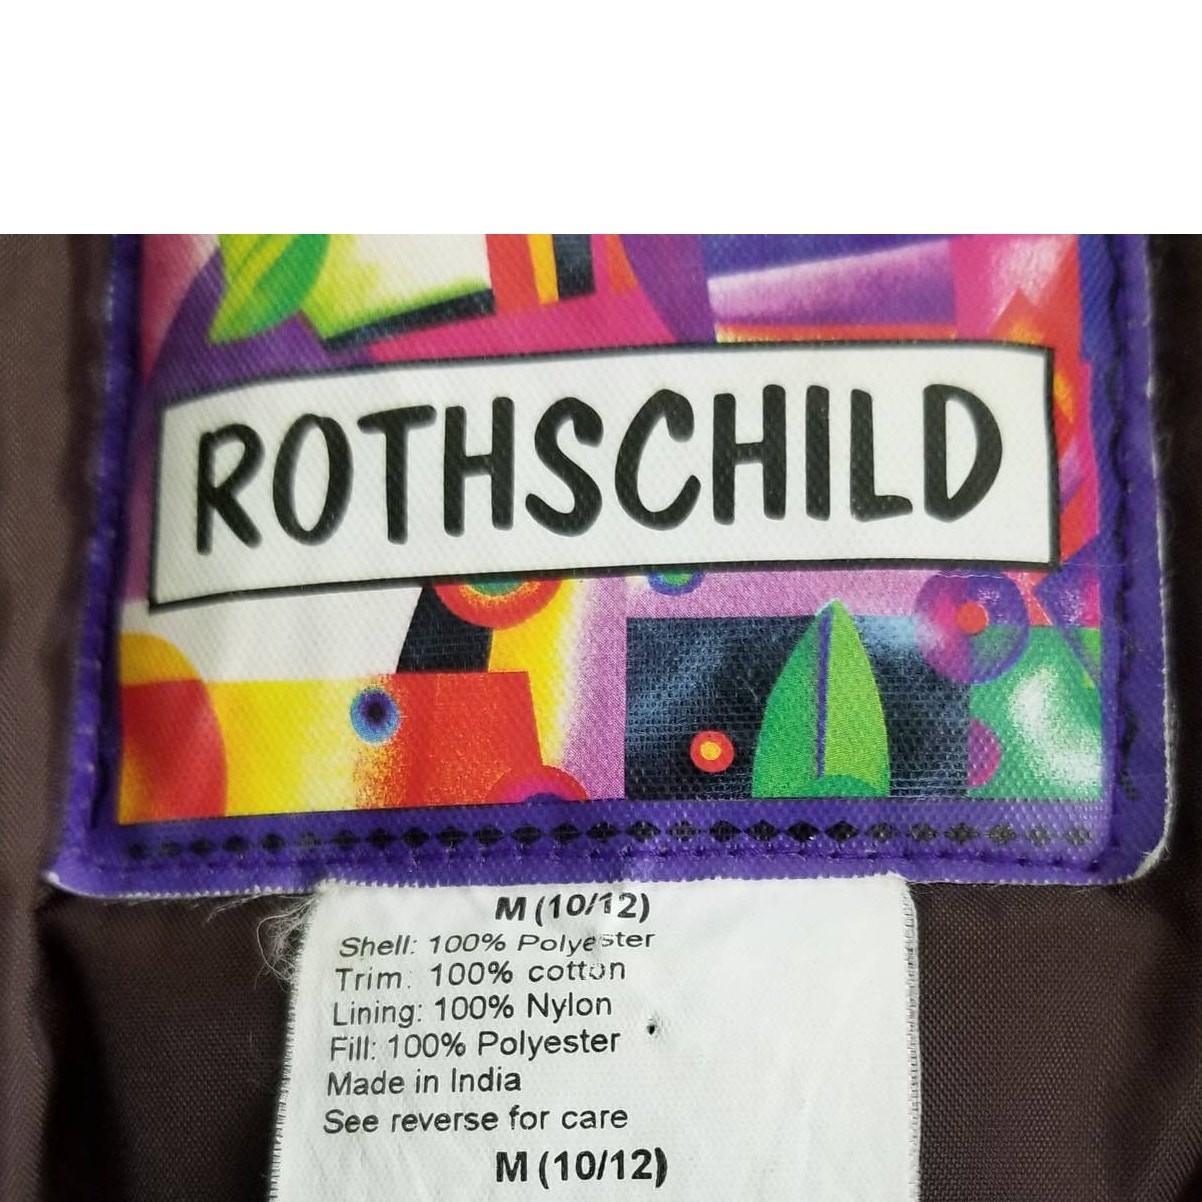 ROTHSCHILD
M (10/12)
Shell: 100% Polyester
Trim: 100% cotton
Lining: 100% Nylon
Fill: 100% Polyester
Made in India
See reverse for care
M (10/12)